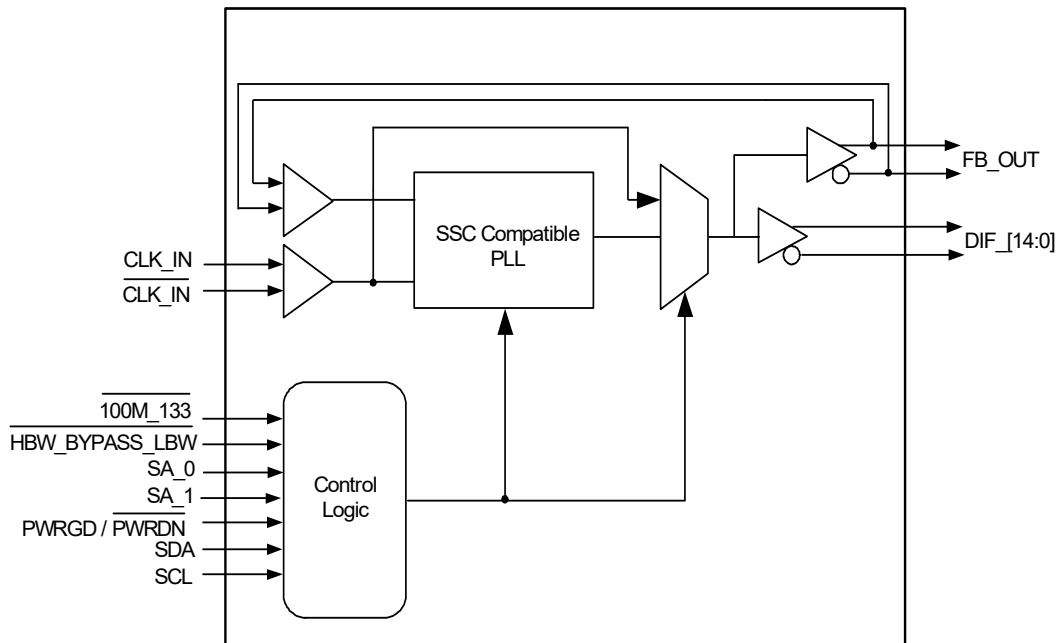 FB_OUT
SSC Compatible
PLL
DIF_[14:0]
CLK_IN
CLK_IN
100M_133
HBW_BYPASS_LBW
SA_0
SA_1
PWRGD / PWRDN
SDA
SCL
Control
Logic